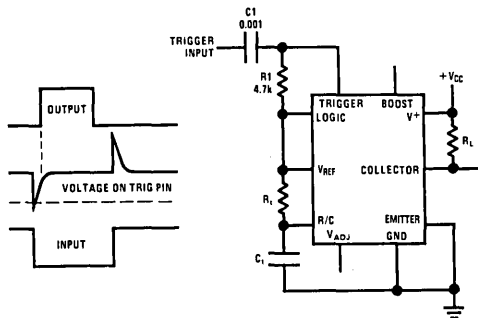 C1
0.001
TRIGGER
INPUT
R1
4.7k
OUTPUT
VOLTAGE ON TRIG PIN
INPUT
TRIGGER
BOOST
LOGIC
V+
+VCC
RL
VREF
COLLECTOR
Rt
R/C
EMITTER
VADJ
GND
Ct